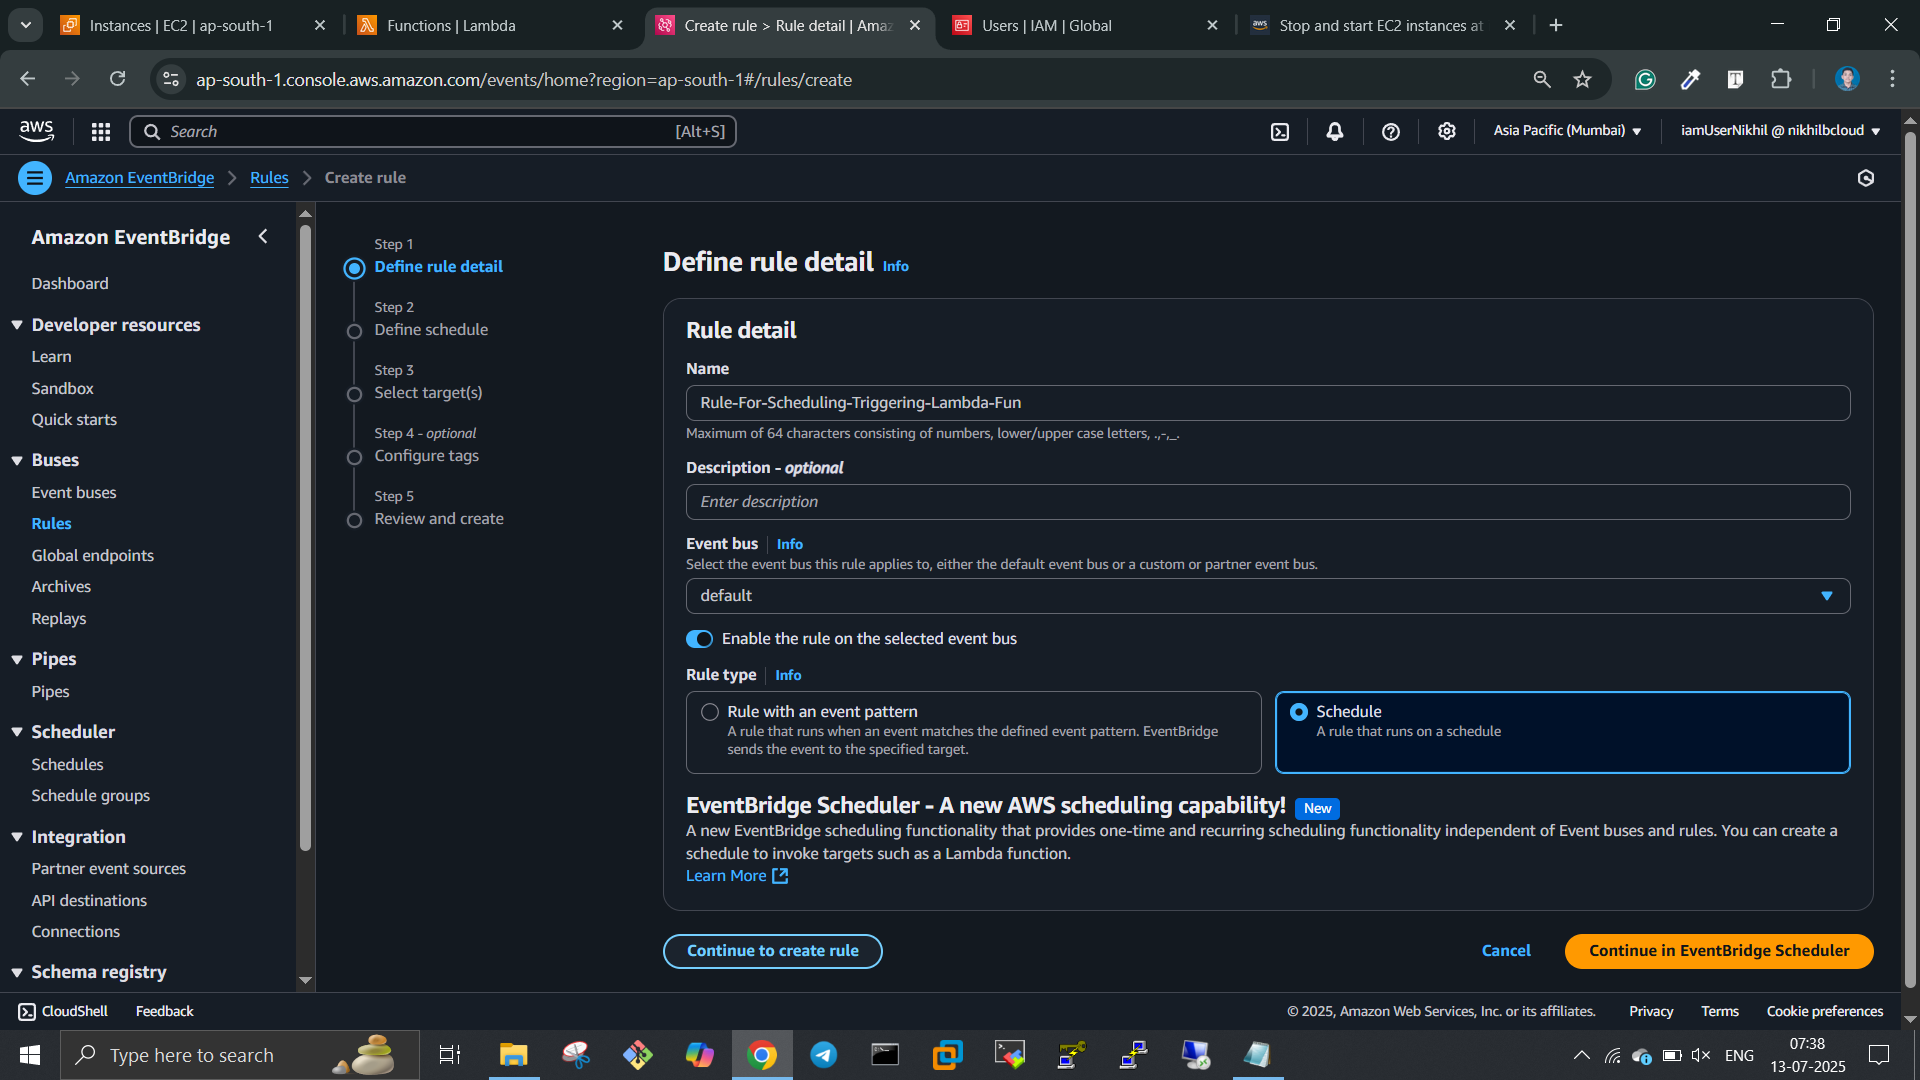 Instances | EC2 | ap-south-1
Functions | Lambda
Create rule > Rule detail | Amaz
Users | IAM | Global
Stop and start EC2 instances at
ap-south-1.console.aws.amazon.com/events/home?region=ap-south-1#/rules/create
aws
Search
[Alt+S]
Asia Pacific (Mumbai)
iamUserNikhil @ nikhilbcloud
Amazon EventBridge
Rules
Create rule
Amazon EventBridge
Dashboard
Developer resources
Learn
Sandbox
Quick starts
Buses
Event buses
Rules
Global endpoints
Archives
Replays
Pipes
Pipes
Scheduler
Schedules
Schedule groups
Integration
Partner event sources
API destinations
Connections
Schema registry
Step 1
Define rule detail
Step 2
Define schedule
Step 3
Select target(s)
Step 4 - optional
Configure tags
Step 5
Review and create
Define rule detail Info
Rule detail
Name
Rule-For-Scheduling-Triggering-Lambda-Fun
Maximum of 64 characters consisting of numbers, lower/upper case letters, .,-,_.
Description - optional
Enter description
Event bus Info
Select the event bus this rule applies to, either the default event bus or a custom or partner event bus.
default
Enable the rule on the selected event bus
Rule type Info
Rule with an event pattern
A rule that runs when an event matches the defined event pattern. EventBridge
sends the event to the specified target.
Schedule
A rule that runs on a schedule
EventBridge Scheduler - A new AWS scheduling capability! New
A new EventBridge scheduling functionality that provides one-time and recurring scheduling functionality independent of Event buses and rules. You can create a
schedule to invoke targets such as a Lambda function.
Learn More
Continue to create rule
Cancel
Continue in EventBridge Scheduler
CloudShell
Feedback
© 2025, Amazon Web Services, Inc. or its affiliates.
Privacy
Terms
Cookie preferences
Type here to search
ENG
07:38
13-07-2025